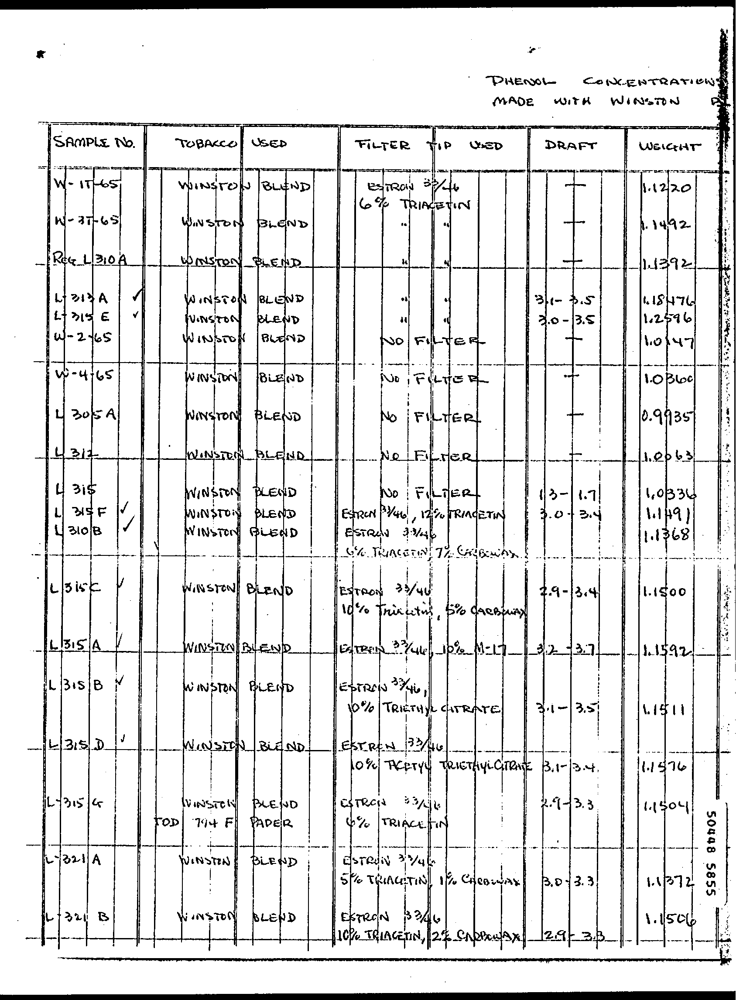 PHENOL CONCENTRATIONS
MADE WITH WINSTON
SAMPLE NO. TOBACCO USED FILTER TIP USED DRAFT WEIGHT
W-1T-65 WINSTON BLEND ESTRON 33/46 — 1.1220
6% TRIACETIN
W-3T-65 WINSTON BLEND " " — 1.1492
REG L310A WINSTON BLEND " " — 1.1392
L-313A ✓ WINSTON BLEND " " 3.1-3.5 1.18476
L-315 E ✓ WINSTON BLEND " " 3.0-3.5 1.2596
W-2-65 WINSTON BLEND NO FILTER — 1.0147
W-4-65 WINSTON BLEND NO FILTER — 1.0360
L 305A WINSTON BLEND NO FILTER — 0.9935
L 312 WINSTON BLEND NO FILTER — 1.0063
L 315 WINSTON BLEND NO FILTER 1.3-1.7 1.0336
L 315F ✓ WINSTON BLEND ESTRON 33/46, 12% TRIACETIN 3.0-3.4 1.1491
L 310B ✓ WINSTON BLEND ESTRON 33/46 1.1368
6% TRIACETIN, 7% CARBOWAX
L 315C ✓ WINSTON BLEND ESTRON 33/46 2.9-3.4 1.1500
10% Triacetin, 5% CARBOWAX
L 315 A ✓ WINSTON BLEND ESTRON 33/46, 10% M-17 3.2-3.7 1.1592
L 315 B ✓ WINSTON BLEND ESTRON 33/46,
10% TRIETHYL CITRATE 3.1-3.5 1.1511
L 315 D ✓ WINSTON BLEND ESTRON 33/46
10% ACETYL TRIETHYL CITRATE 3.1-3.4 1.1576
L-315 G WINSTON BLEND ESTRON 33/46 2.9-3.3 1.1504
TOD 794 F PAPER 6% TRIACETIN
L-321 A WINSTON BLEND ESTRON 33/46
5% TRIACETIN, 1% CARBOWAX 3.0-3.3 1.1372
L-321 B WINSTON BLEND ESTRON 33/46 1.1506
10% TRIACETIN, 2% CARBOWAX 2.9-3.3
50448 5855